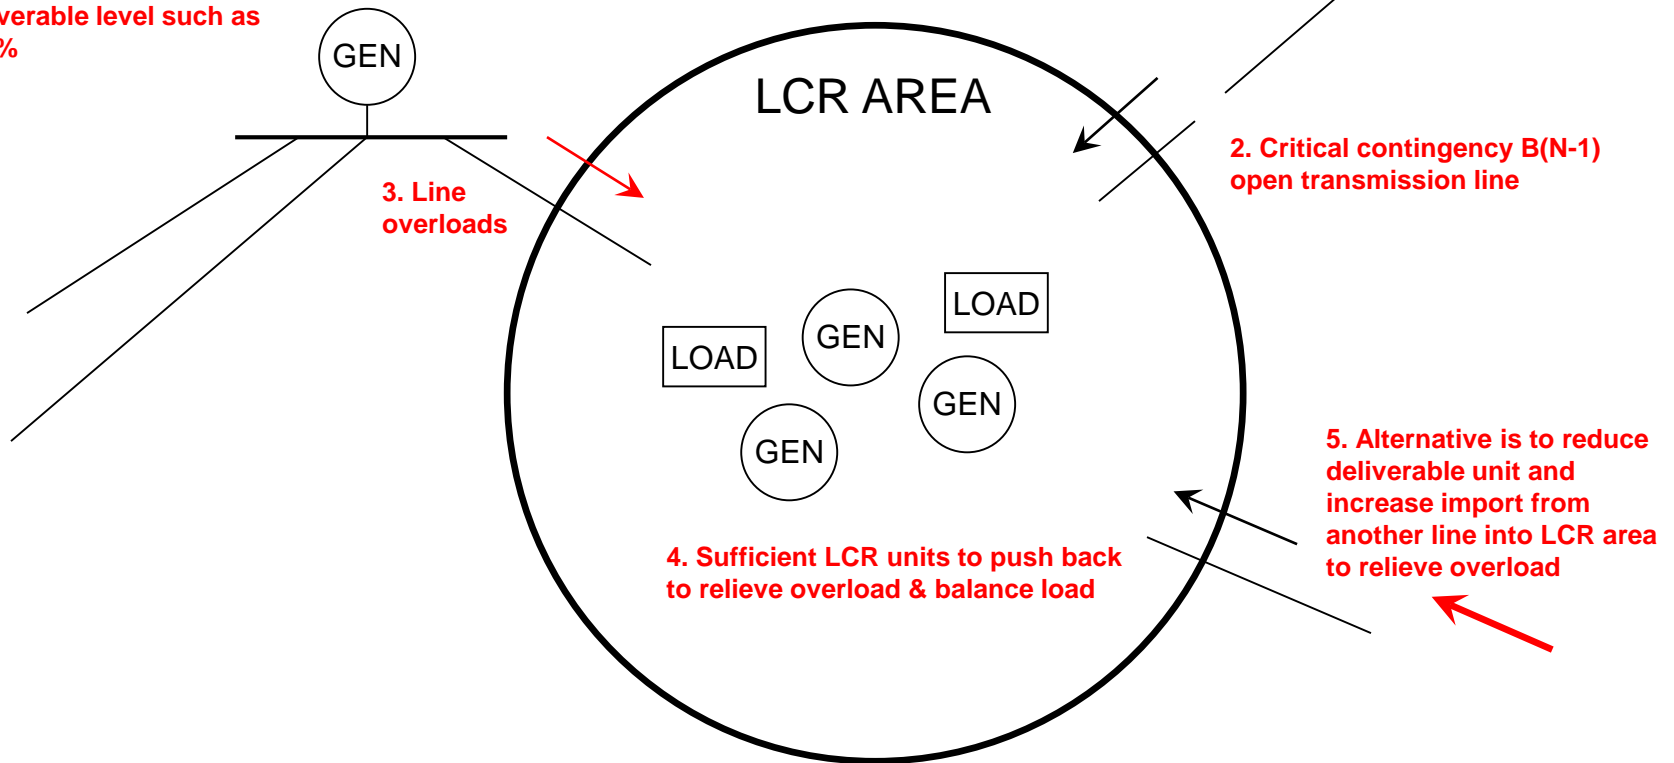 verable level such as
%
GEN
LCR AREA
2. Critical contingency B(N-1)
open transmission line
3. Line
overloads
LOAD
GEN
LOAD
GEN
GEN
4. Sufficient LCR units to push back
to relieve overload & balance load
5. Alternative is to reduce
deliverable unit and
increase import from
another line into LCR area
to relieve overload